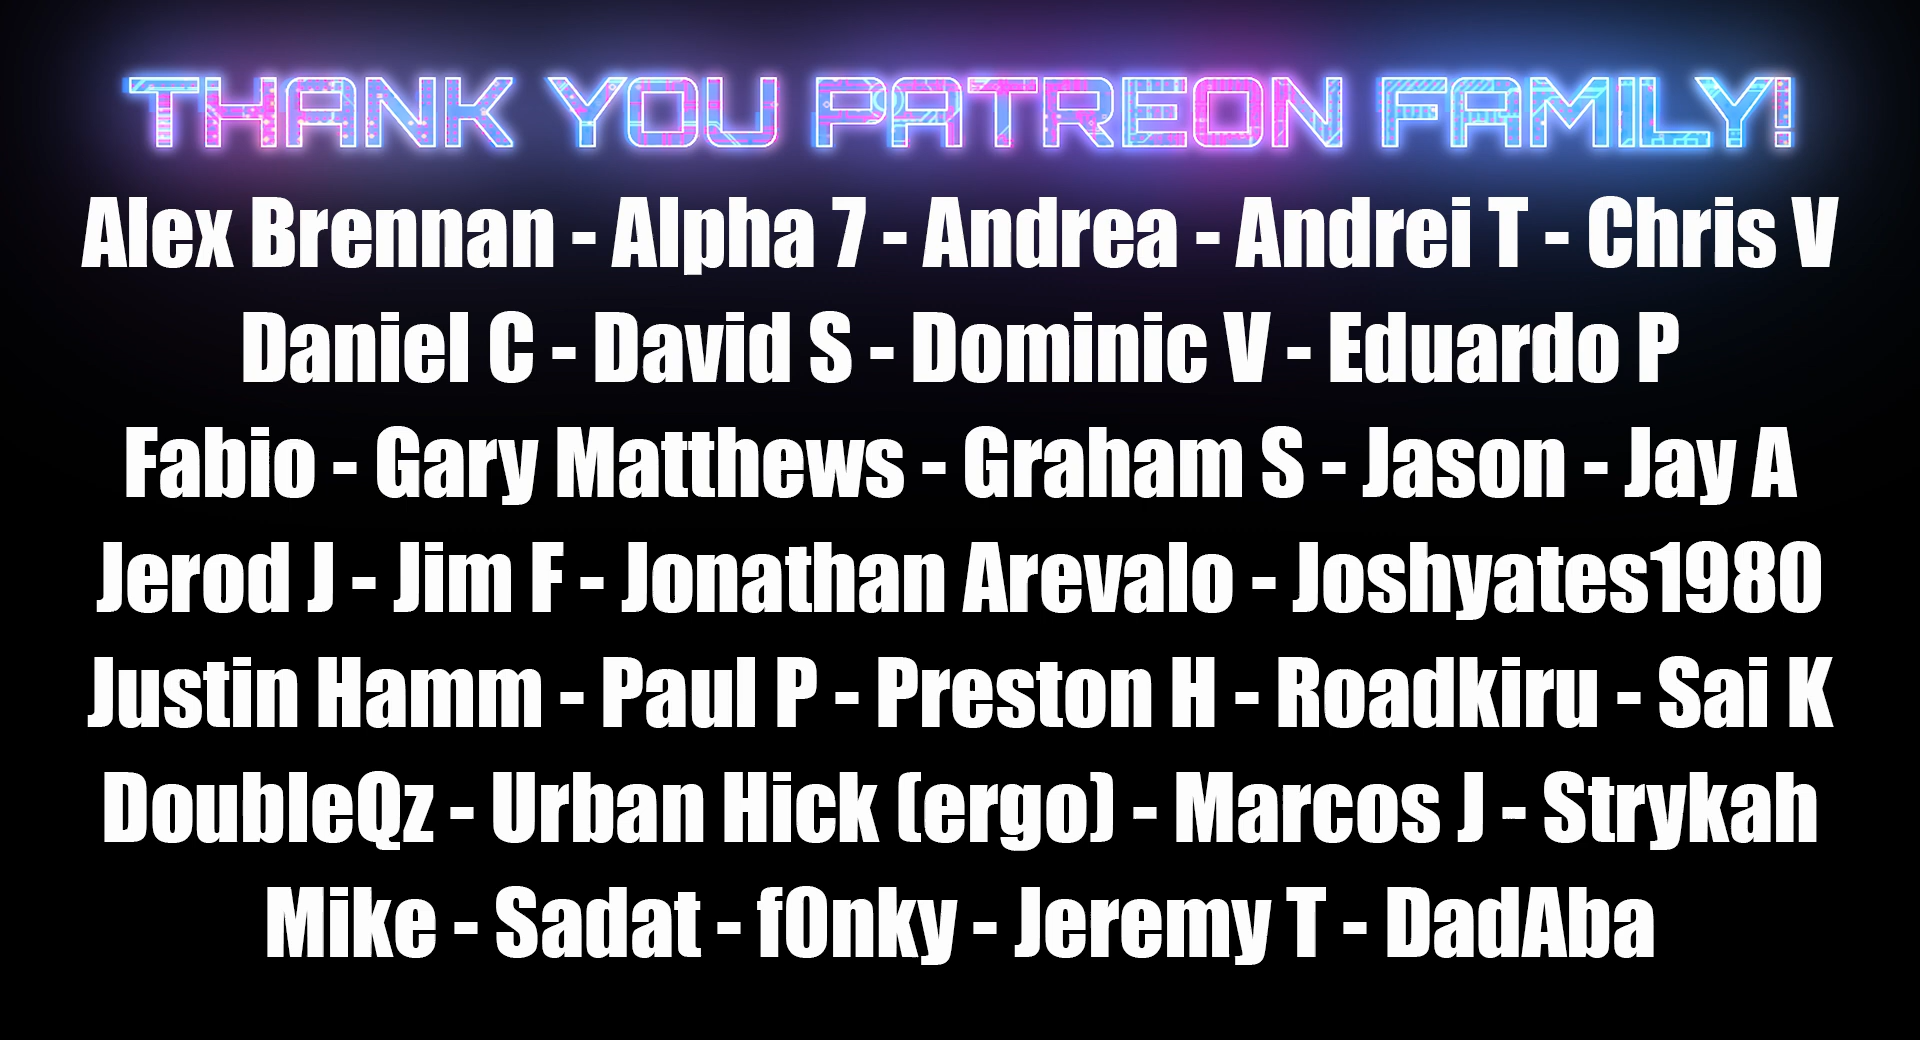 THANK YOU PATREON FAMILY!
Alex Brennan - Alpha 7 - Andrea - Andrei T - Chris V
Daniel C - David S - Dominic V - Eduardo P
Fabio - Gary Matthews - Graham S - Jason - Jay A
Jerod J - Jim F - Jonathan Arevalo - Joshyates1980
Justin Hamm - Paul P - Preston H - Roadkiru - Sai K
DoubleQz - Urban Hick (ergo) - Marcos J - Strykah
Mike - Sadat - f0nky - Jeremy T - DadAba